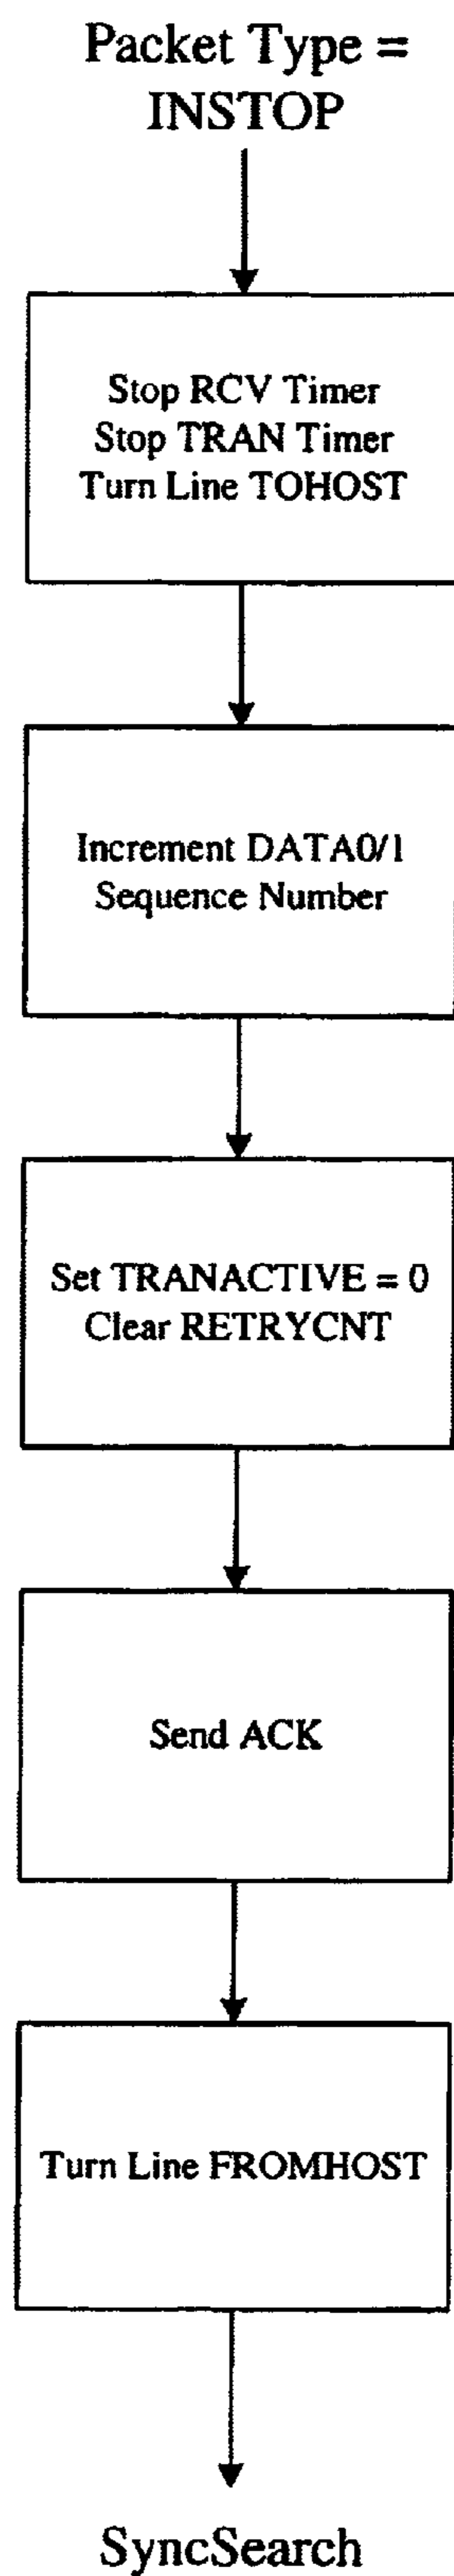 Packet Type =
INSTOP
Stop RCV Timer
Stop TRAN Timer
Turn Line TOHOST
Increment DATA0/1
Sequence Number
Set TRANACTIVE = 0
Clear RETRYCNT
Send ACK
Turn Line FROMHOST
SyncSearch